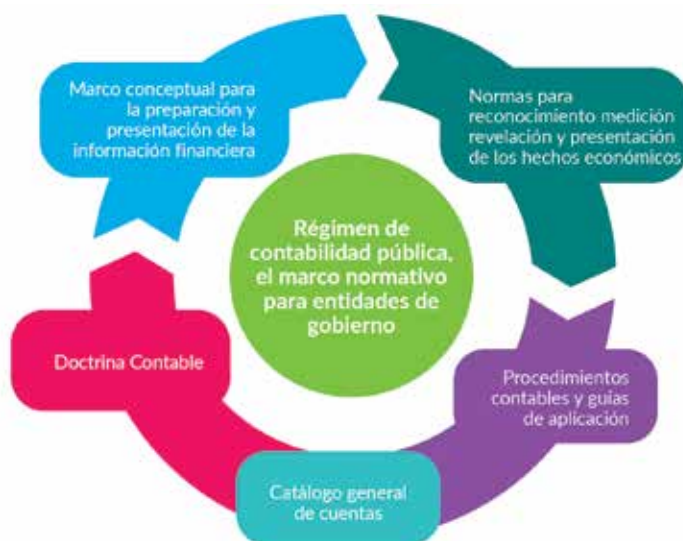 Marco conceptual para
la preparación y
presentación de la
información financiera
Normas para
reconocimiento medición
revelación y presentación
de los hechos económicos
Régimen de
contabilidad pública,
el marco normativo
para entidades de
gobierno
Doctrina Contable
Procedimientos
contables y guías
de aplicación
Catálogo general
de cuentas